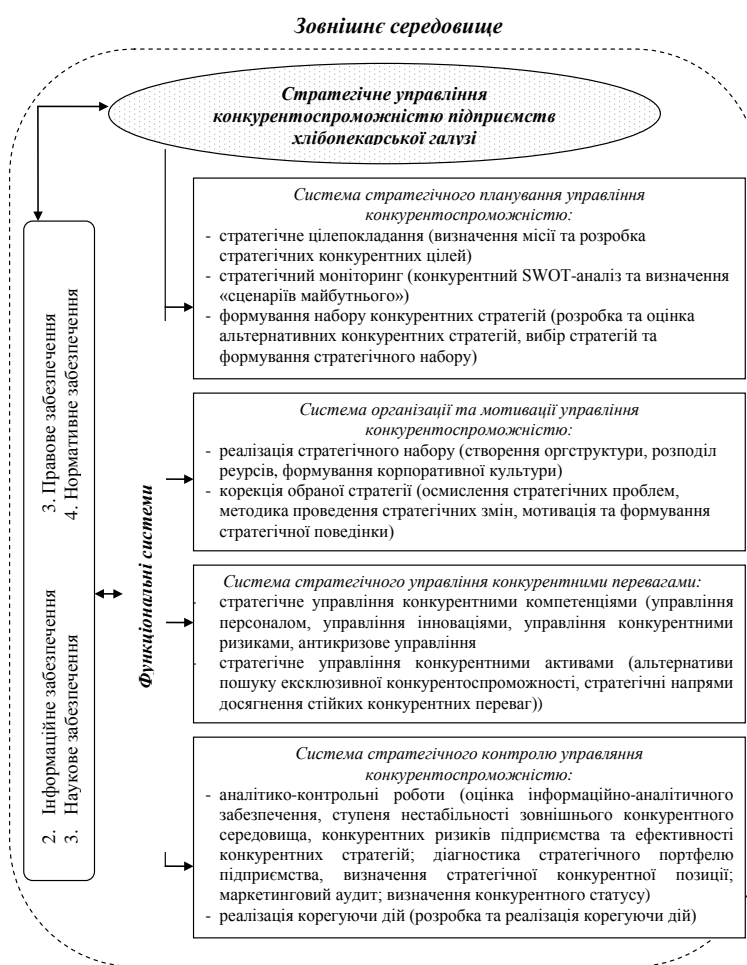 Зовнішнє середовище
Стратегічне управління
конкурентоспроможністю підприємств
хлібопекарської галузі
3. Правове забезпечення
4. Нормативне забезпечення
2. Інформаційне забезпечення
3. Наукове забезпечення
Функціональні системи
Система стратегічного планування управління
конкурентоспроможністю:
- стратегічне цілепокладання (визначення місії та розробка
стратегічних конкурентних цілей)
- стратегічний моніторинг (конкурентний SWOT-аналіз та визначення
«сценаріїв майбутнього»)
- формування набору конкурентних стратегій (розробка та оцінка
альтернативних конкурентних стратегій, вибір стратегій та
формування стратегічного набору)
Система організації та мотивації управління
конкурентоспроможністю:
- реалізація стратегічного набору (створення оргструктури, розподіл
реурсів, формування корпоративної культури)
- корекція обраної стратегії (осмислення стратегічних проблем,
методика проведення стратегічних змін, мотивація та формування
стратегічної поведінки)
Система стратегічного управління конкурентними перевагами:
- стратегічне управління конкурентними компетенціями (управління
персоналом, управління інноваціями, управління конкурентними
ризиками, антикризове управління
- стратегічне управління конкурентними активами (альтернативи
пошуку ексклюзивної конкурентоспроможності, стратегічні напрями
досягнення стійких конкурентних переваг))
Система стратегічного контролю управляння
конкурентоспроможністю:
- аналітико-контрольні роботи (оцінка інформаційно-аналітичного
забезпечення, ступеня нестабільності зовнішнього конкурентного
середовища, конкурентних ризиків підприємства та ефективності
конкурентних стратегій; діагностика стратегічного портфелю
підприємства, визначення стратегічної конкурентної позиції;
маркетинговий аудит; визначення конкурентного статусу)
- реалізація корегуючи дій (розробка та реалізація корегуючи дій)